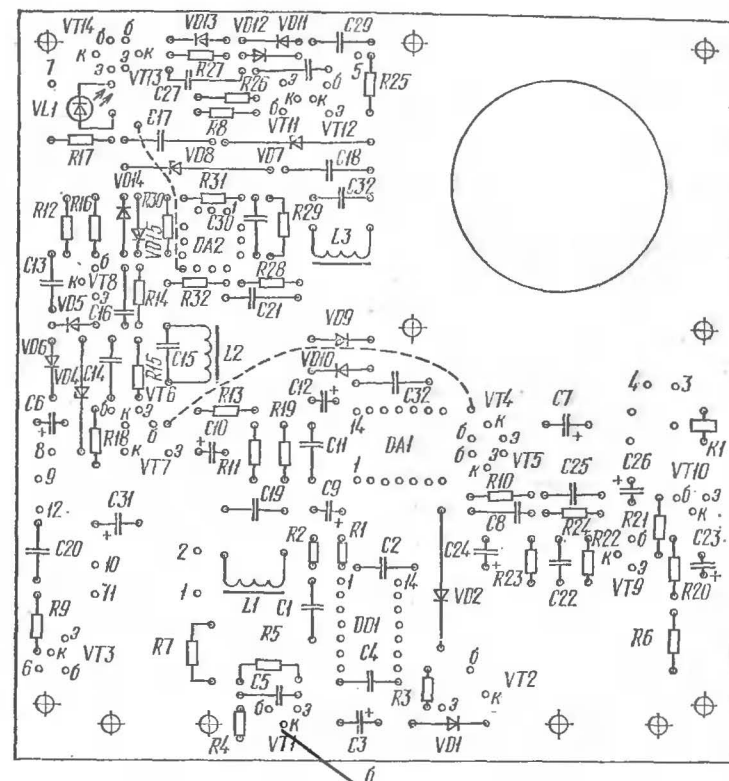 VT14 б б VD13 VD12 VD11 C29
к к R27 5
7 э э VT13 R26 э б R25
C27 к к
VL1 C17 R8 б э
VT11 VT12
R17 VD8 VD7 C18
VD14 R31 C32
R12 R16 R30 1 R29
VD15 C30 L3
DA2
C13 б R28
к VT8 R14 R32
э C21
VD5 C16
VD9
VD6 VD4 C14 R15 C15 L2
VD10
VT6 R13 C12 C32 4 3
C6 б к э C10 R19 14 VT4 C7
б к
R18 б э К1
8 к э R11 C11 DA1 б VT5
VT7 1 к C25 C26 VT10
9 R10 б э
12 C31 C19 C9 C8 R24 R21 к
C20 R2 R1 C2 C24 R22 б C23
10 2 к
1 14 R23 C22 э R20
11 1 L1 C1 VD2 VT9
R9 DD1
R5 R6
э R7
VT3 к C4 б VT2
6 б C5 R3
б э к
R4 к э
VT1 C3 VD1
б